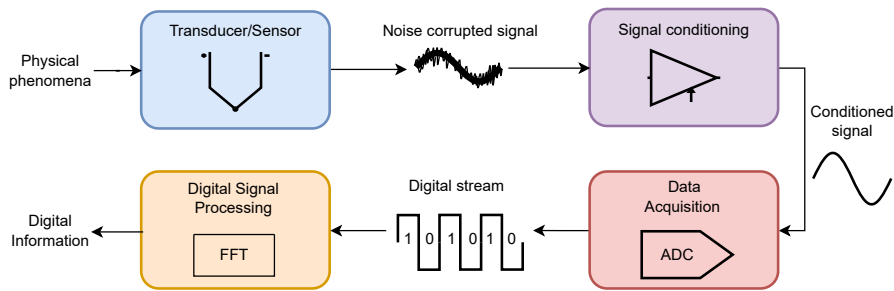 Physical
phenomena
Transducer/Sensor
Noise corrupted signal
Signal conditioning
Conditioned
signal
Data
Acquisition
ADC
Digital stream
1 0 1 0 1 0
Digital Signal
Processing
FFT
Digital
Information